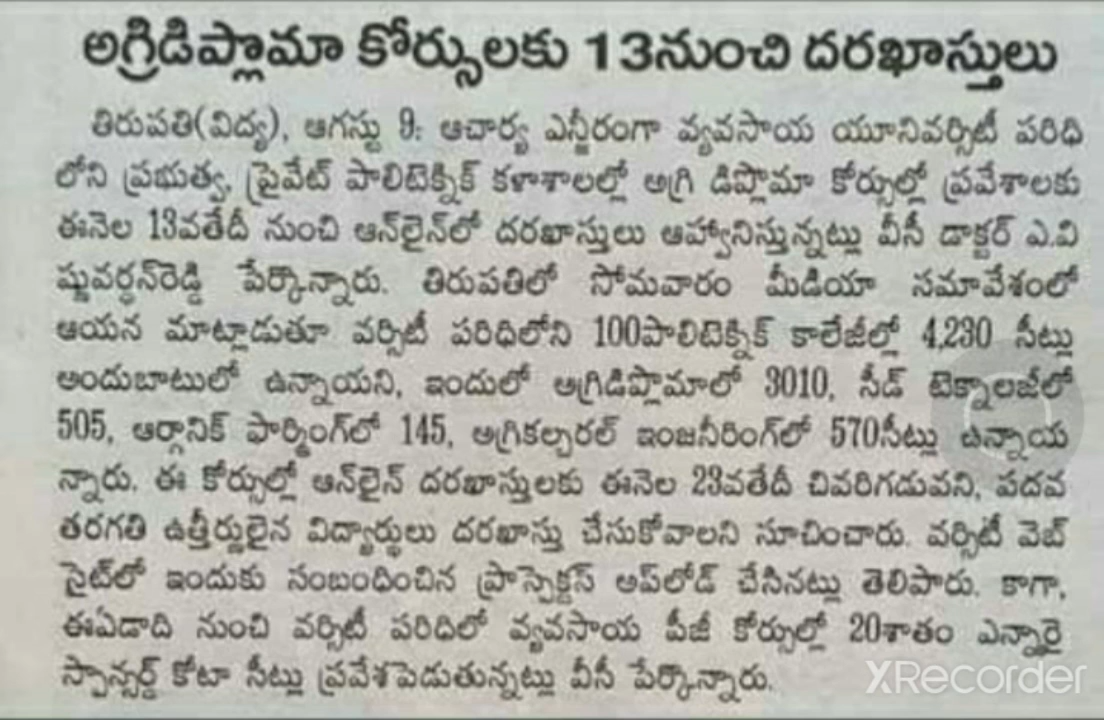 అగ్రిడిప్లొమా కోర్సులకు 13నుంచి దరఖాస్తులు
తిరుపతి(విద్య), ఆగస్టు 9: ఆచార్య ఎన్జీరంగా వ్యవసాయ యూనివర్సిటీ పరిధి
లోని ప్రభుత్వ, ప్రైవేట్ పాలిటెక్నిక్ కళాశాలల్లో అగ్రి డిప్లొమా కోర్సుల్లో ప్రవేశాలకు
ఈనెల 13వతేదీ నుంచి ఆన్‌లైన్‌లో దరఖాస్తులు ఆహ్వానిస్తున్నట్లు వీసీ డాక్టర్ ఎ.వి
ష్ణువర్ధన్‌రెడ్డి పేర్కొన్నారు. తిరుపతిలో సోమవారం మీడియా సమావేశంలో
ఆయన మాట్లాడుతూ వర్సిటీ పరిధిలోని 100పాలిటెక్నిక్ కాలేజీల్లో 4,230 సీట్లు
అందుబాటులో ఉన్నాయని, ఇందులో అగ్రిడిప్లొమాలో 3010, సీడ్ టెక్నాలజీలో
505, ఆర్గానిక్ ఫార్మింగ్‌లో 145, అగ్రికల్చరల్ ఇంజనీరింగ్‌లో 570సీట్లు ఉన్నాయ
న్నారు. ఈ కోర్సుల్లో ఆన్‌లైన్ దరఖాస్తులకు ఈనెల 23వతేదీ చివరిగడువని, పదవ
తరగతి ఉత్తీర్ణులైన విద్యార్థులు దరఖాస్తు చేసుకోవాలని సూచించారు. వర్సిటీ వెబ్
సైట్‌లో ఇందుకు సంబంధించిన ప్రాస్పెక్టస్ అప్‌లోడ్ చేసినట్లు తెలిపారు. కాగా,
ఈఏడాది నుంచి వర్సిటీ పరిధిలో వ్యవసాయ పీజీ కోర్సుల్లో 20శాతం ఎన్నారై
స్పాన్సర్డ్ కోటా సీట్లు ప్రవేశపెడుతున్నట్లు వీసీ పేర్కొన్నారు.
XRecorder